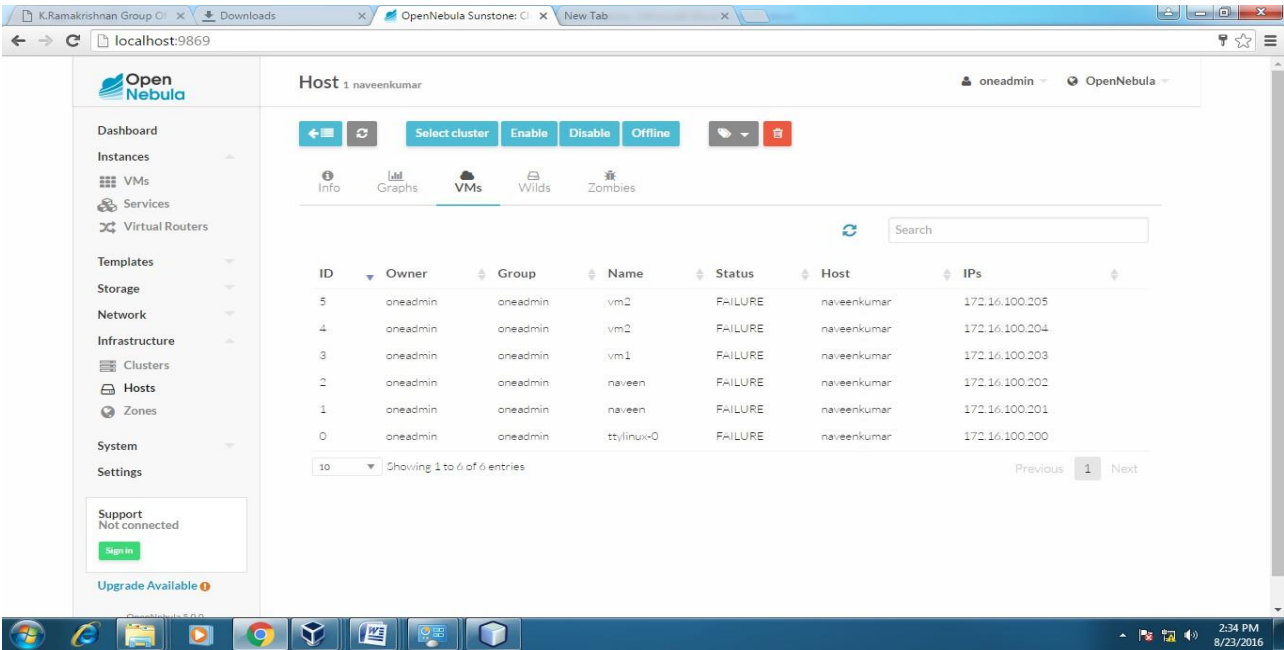 K.Ramakrishnan Group Of
Downloads
OpenNebula Sunstone: Cl
New Tab
localhost:9869
Open
Nebula
Host 1 naveenkumar
oneadmin
OpenNebula
Dashboard
Instances
VMs
Services
Virtual Routers
Templates
Storage
Network
Infrastructure
Clusters
Hosts
Zones
System
Settings
Support
Not connected
Sign in
Upgrade Available
OpenNebula 5.0.0
Select cluster Enable Disable Offline
Info Graphs VMs Wilds Zombies
Search
ID Owner Group Name Status Host IPs
5 oneadmin oneadmin vm2 FAILURE naveenkumar 172.16.100.205
4 oneadmin oneadmin vm2 FAILURE naveenkumar 172.16.100.204
3 oneadmin oneadmin vm1 FAILURE naveenkumar 172.16.100.203
2 oneadmin oneadmin naveen FAILURE naveenkumar 172.16.100.202
1 oneadmin oneadmin naveen FAILURE naveenkumar 172.16.100.201
0 oneadmin oneadmin ttylinux-0 FAILURE naveenkumar 172.16.100.200
10 Showing 1 to 6 of 6 entries
Previous 1 Next
2:34 PM
8/23/2016